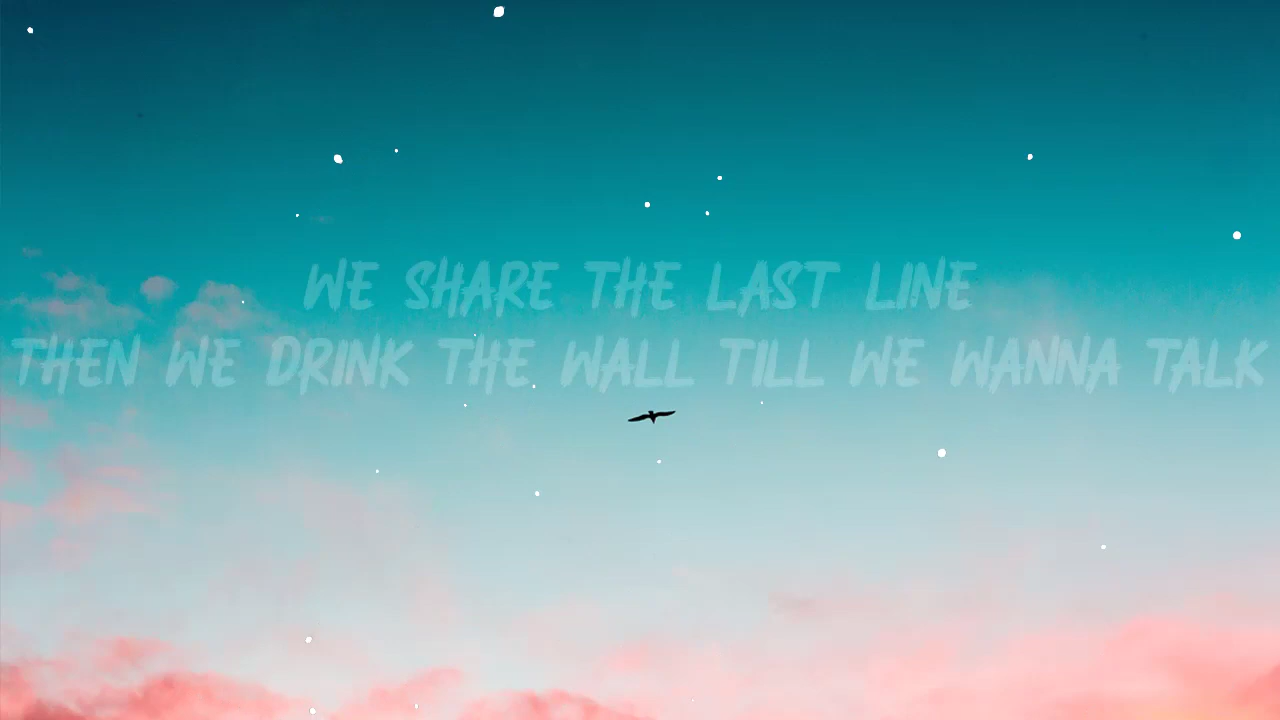 WE SHARE THE LAST LINE
THEN WE DRINK THE WALL TILL WE WANNA TALK